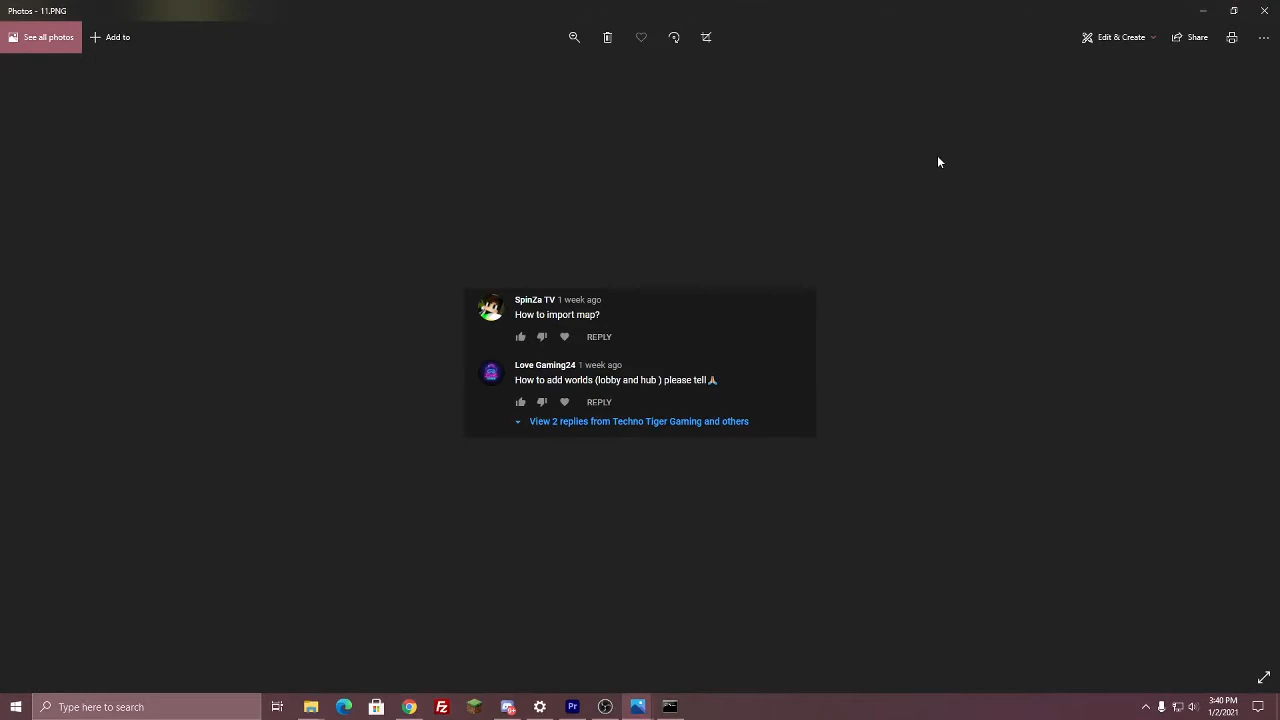 Photos - 11.PNG
See all photos
Add to
Edit & Create
Share
SpinZa TV 1 week ago
How to import map?
REPLY
Love Gaming24 1 week ago
How to add worlds (lobby and hub ) please tell🙏
REPLY
View 2 replies from Techno Tiger Gaming and others
Type here to search
Fz
Pr
3:40 PM
1/2/2021